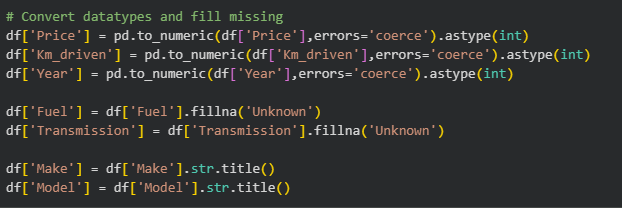 # Convert datatypes and fill missing
df['Price'] = pd.to_numeric(df['Price'],errors='coerce').astype(int)
df['Km_driven'] = pd.to_numeric(df['Km_driven'],errors='coerce').astype(int)
df['Year'] = pd.to_numeric(df['Year'],errors='coerce').astype(int)
df['Fuel'] = df['Fuel'].fillna('Unknown')
df['Transmission'] = df['Transmission'].fillna('Unknown')
df['Make'] = df['Make'].str.title()
df['Model'] = df['Model'].str.title()